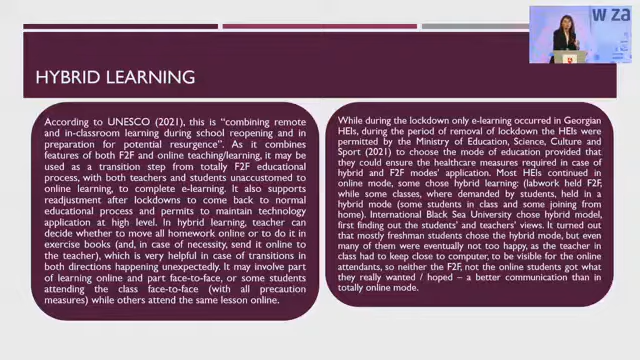 w za
HYBRID LEARNING
According to UNESCO (2021), this is "combining remote
and in-classroom learning during school reopening and in
preparation for potential resurgence." As it combines
features of both F2F and online teaching/learning, it may be
used as a transition step from totally F2F educational
process, with both teachers and students unaccustomed to
online learning, to complete e-learning. It also supports
readjustment after lockdowns to come back to normal
educational process and permits to maintain technology
application at high level. In hybrid learning, teacher can
decide whether to move all homework online or to do it in
exercise books (and, in case of necessity, send it online to
the teacher), which is very helpful in case of transitions in
both directions happening unexpectedly. It may involve part
of learning online and part face-to-face, or some students
attending the class face-to-face (with all precaution
measures) while others attend the same lesson online.
While during the lockdown only e-learning occurred in Georgian
HEIs, during the period of removal of lockdown the HEIs were
permitted by the Ministry of Education, Science, Culture and
Sport (2021) to choose the mode of education provided that
they could ensure the healthcare measures required in case of
hybrid and F2F modes' application. Most HEIs continued in
online mode, some chose hybrid learning: (labwork held F2F,
while some classes, where demanded by students, held in a
hybrid mode (some students in class and some joining from
home). International Black Sea University chose hybrid model,
first finding out the students' and teachers' views. It turned out
that mostly freshman students chose the hybrid mode, but even
many of them were eventually not too happy, as the teacher in
class had to keep close to computer, to be visible for the online
attendants, so neither the F2F, not the online students got what
they really wanted / hoped – a better communication than in
totally online mode.